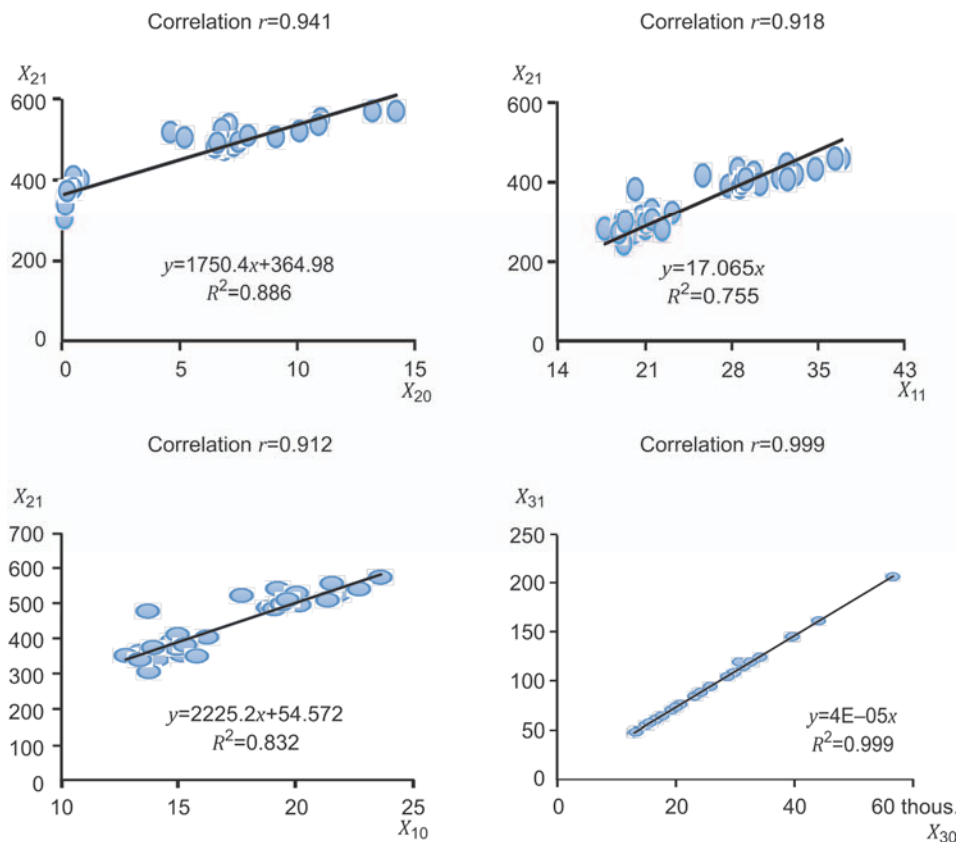 Correlation r=0.941
X21
600
400
200
0
y=1750.4x+364.98
R²=0.886
0 5 10 15
X20
Correlation r=0.918
X21
600
400
200
0
y=17.065x
R²=0.755
14 21 28 35 37 43
X11
Correlation r=0.912
X21
700
600
500
400
300
200
100
0
y=2225.2x+54.572
R²=0.832
10 15 20 25
X10
Correlation r=0.999
X31
250
200
150
100
50
0
y=4E–05x
R²=0.999
0 20 40 60 thous.
X30